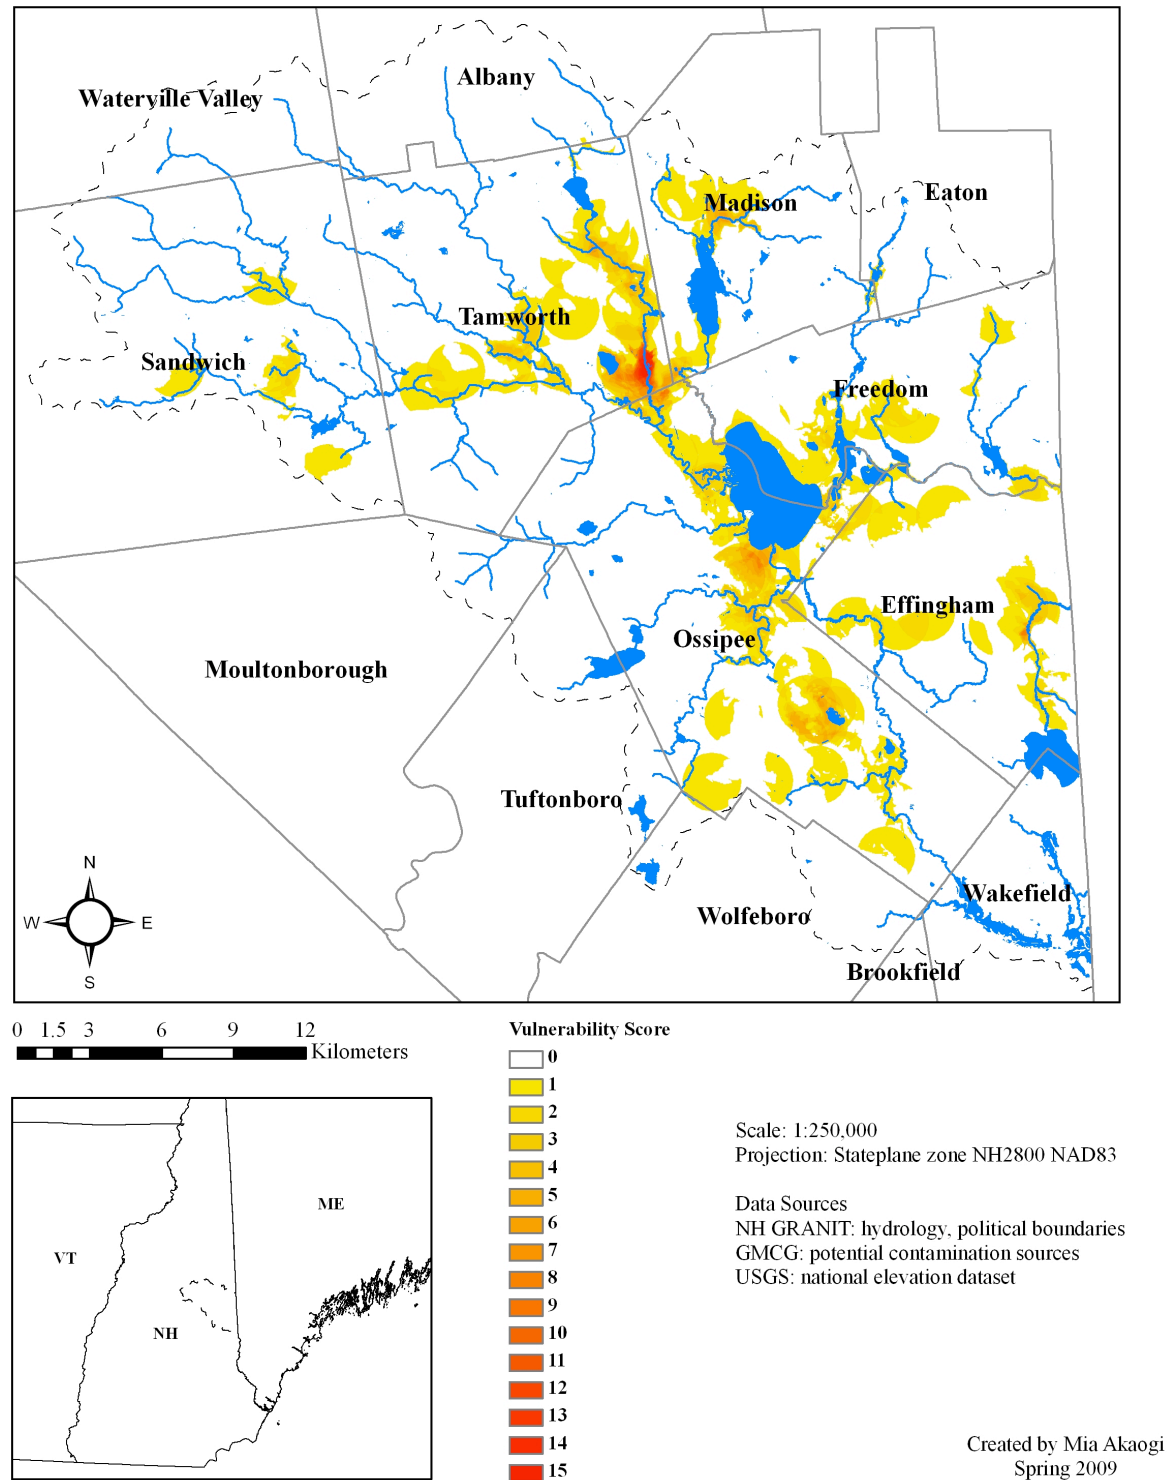 Albany
Waterville Valley
Eaton
Madison
Tamworth
Sandwich
Freedom
Effingham
Ossipee
Moultonborough
Tuftonboro
Wakefield
Wolfeboro
Brookfield
N
W E
S
0 1.5 3 6 9 12
Kilometers
Vulnerability Score
0
1
2
3
4
5
6
7
8
9
10
11
12
13
14
15
ME
VT
NH
Scale: 1:250,000
Projection: Stateplane zone NH2800 NAD83
Data Sources
NH GRANIT: hydrology, political boundaries
GMCG: potential contamination sources
USGS: national elevation dataset
Created by Mia Akaogi
Spring 2009